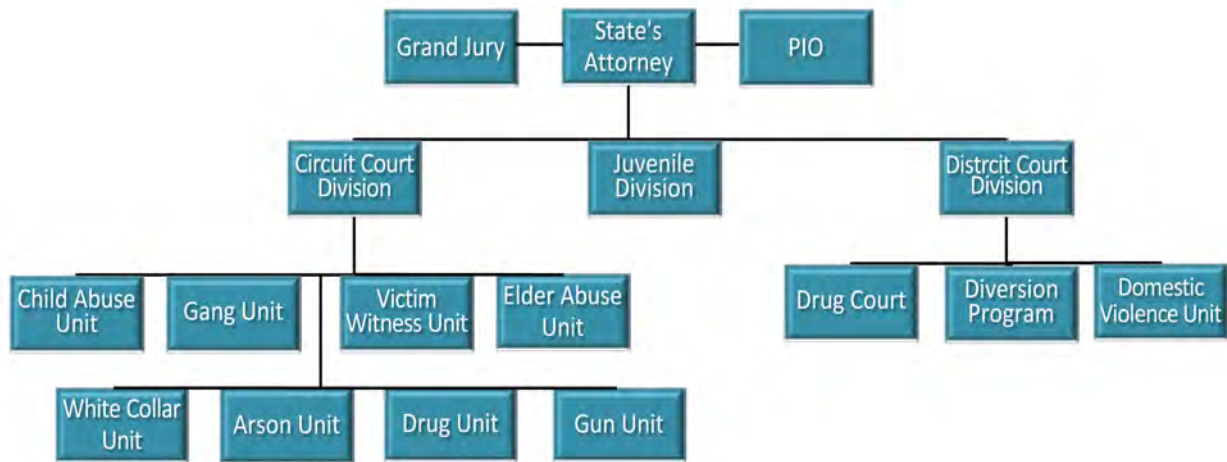 Grand Jury
State's
Attorney
PIO
Circuit Court
Division
Juvenile
Division
Distrcit Court
Division
Child Abuse
Unit
Gang Unit
Victim
Witness Unit
Elder Abuse
Unit
Drug Court
Diversion
Program
Domestic
Violence Unit
White Collar
Unit
Arson Unit
Drug Unit
Gun Unit